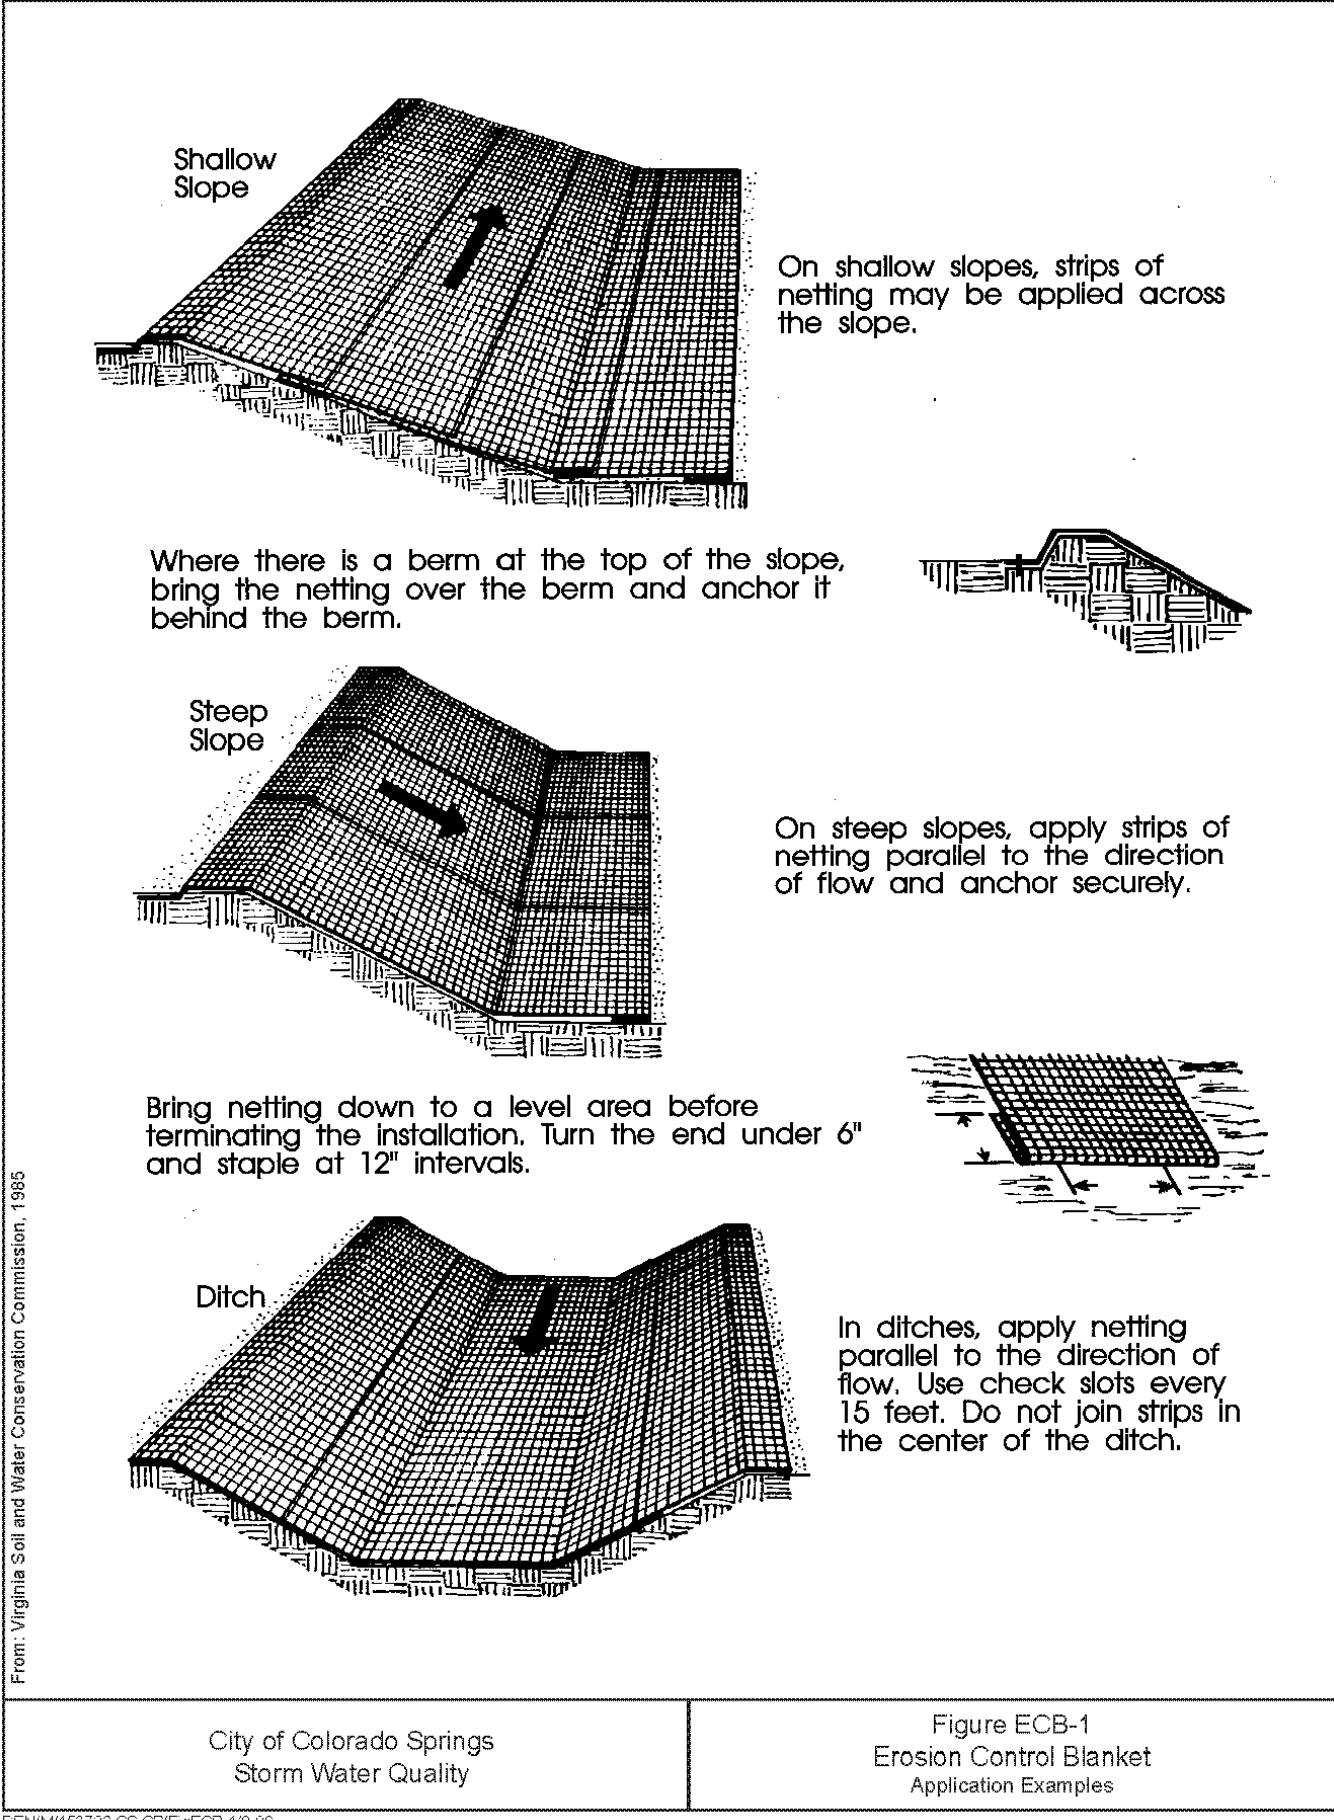 Shallow
Slope
On shallow slopes, strips of
netting may be applied across
the slope.
Where there is a berm at the top of the slope,
bring the netting over the berm and anchor it
behind the berm.
Steep
Slope
On steep slopes, apply strips of
netting parallel to the direction
of flow and anchor securely.
Bring netting down to a level area before
terminating the installation. Turn the end under 6"
and staple at 12" intervals.
Ditch
In ditches, apply netting
parallel to the direction of
flow. Use check slots every
15 feet. Do not join strips in
the center of the ditch.
From: Virginia Soil and Water Conservation Commission, 1985
City of Colorado Springs
Storm Water Quality
Figure ECB-1
Erosion Control Blanket
Application Examples